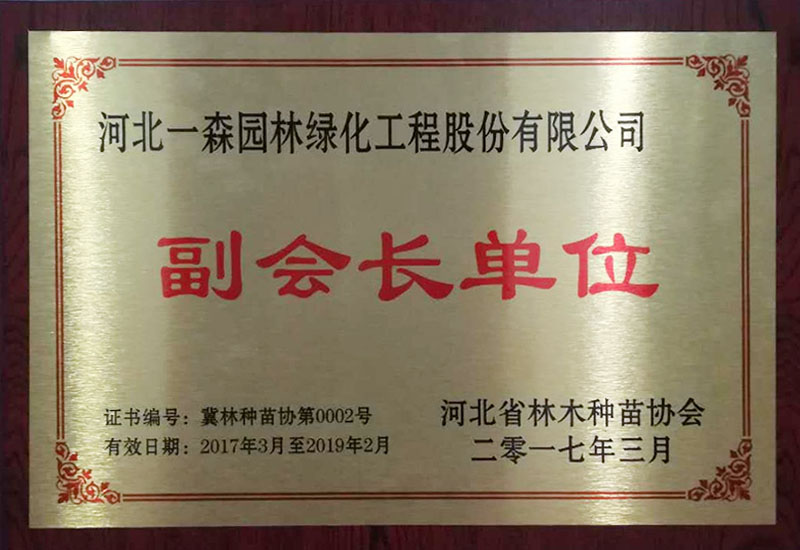 河北一森园林绿化工程股份有限公司
副会长单位
证书编号：冀林种苗协第0002号
有效日期：2017年3月至2019年2月
河北省林木种苗协会
二零一七年三月